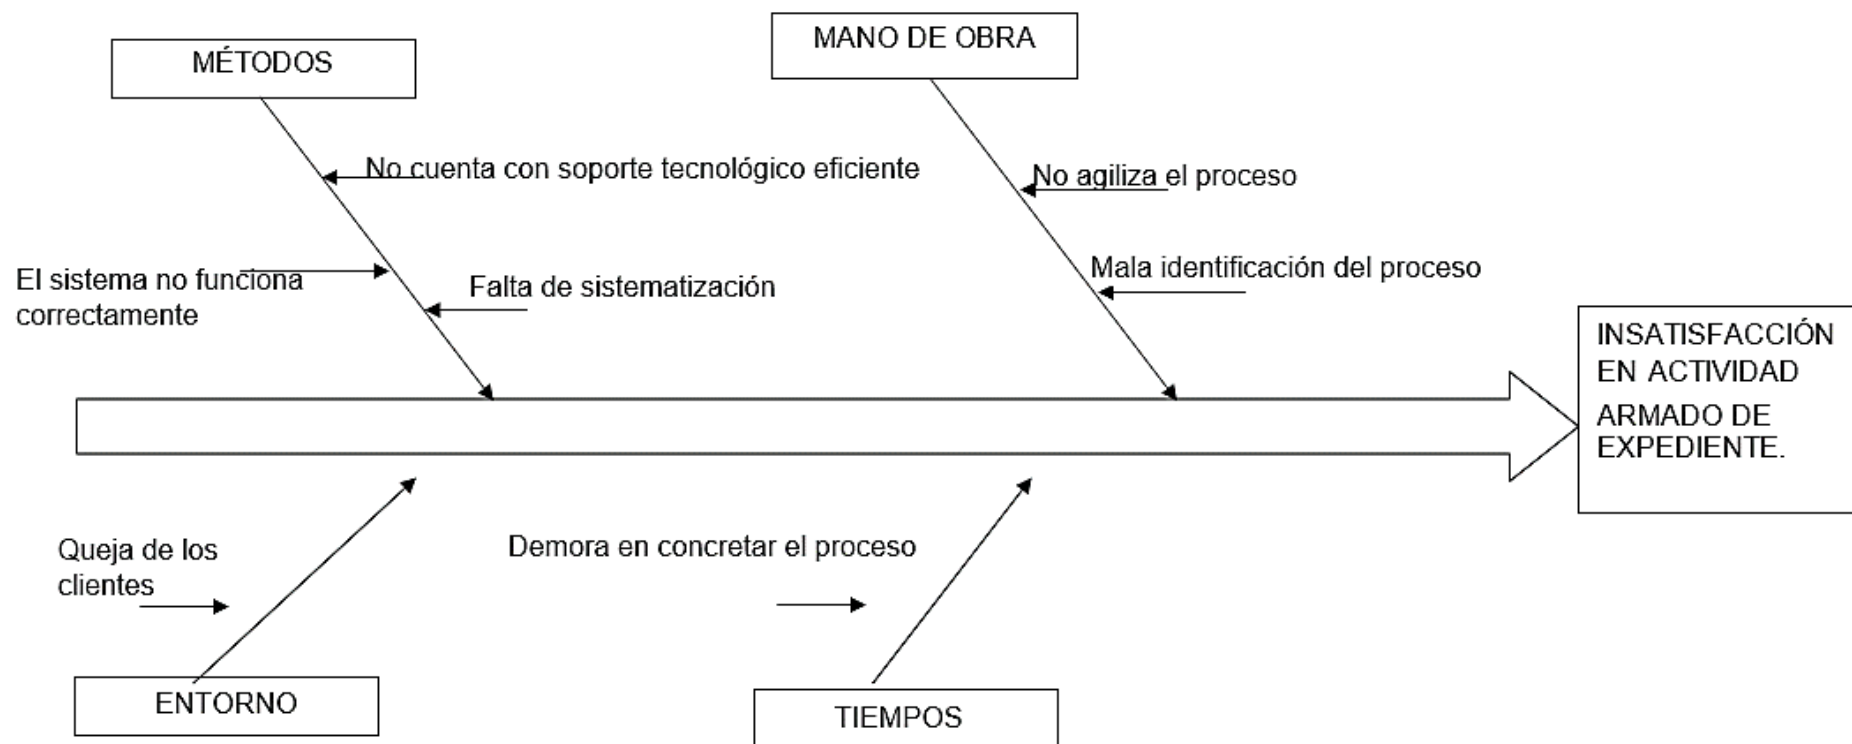 MÉTODOS
MANO DE OBRA
No cuenta con soporte tecnológico eficiente
No agiliza el proceso
El sistema no funciona
correctamente
Falta de sistematización
Mala identificación del proceso
INSATISFACCIÓN
EN ACTIVIDAD
ARMADO DE
EXPEDIENTE.
Queja de los
clientes
Demora en concretar el proceso
ENTORNO
TIEMPOS